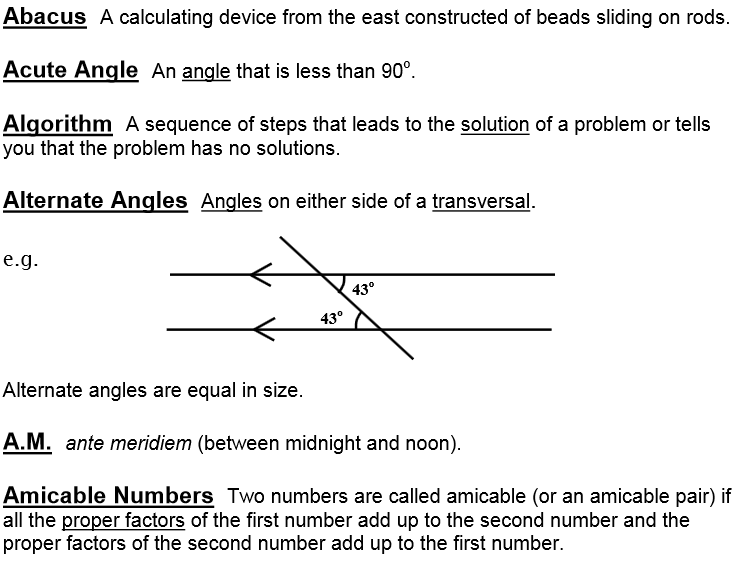 Abacus A calculating device from the east constructed of beads sliding on rods.
Acute Angle An angle that is less than 90°.
Algorithm A sequence of steps that leads to the solution of a problem or tells
you that the problem has no solutions.
Alternate Angles Angles on either side of a transversal.
e.g.
43°
43°
Alternate angles are equal in size.
A.M. ante meridiem (between midnight and noon).
Amicable Numbers Two numbers are called amicable (or an amicable pair) if
all the proper factors of the first number add up to the second number and the
proper factors of the second number add up to the first number.